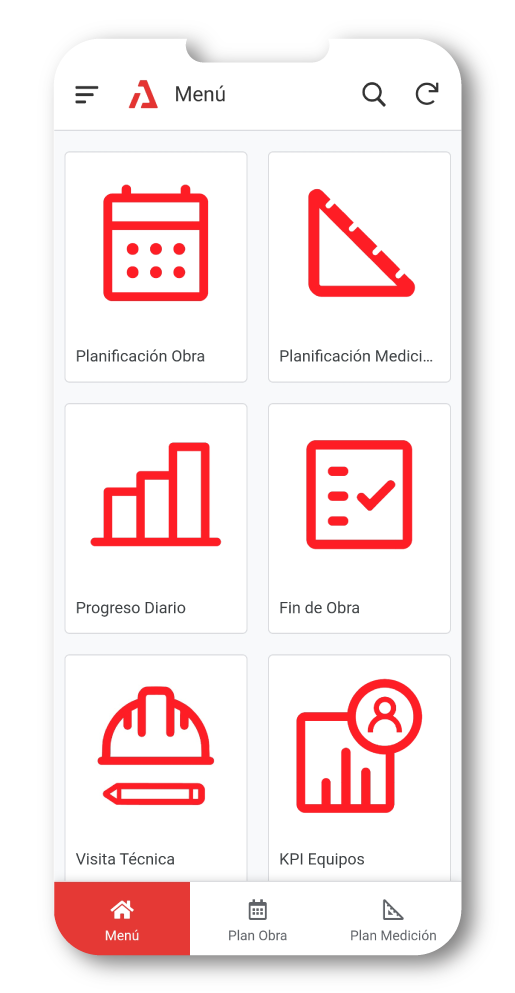 Menú
Planificación Obra
Planificación Medici...
Progreso Diario
Fin de Obra
Visita Técnica
KPI Equipos
Menú
Plan Obra
Plan Medición